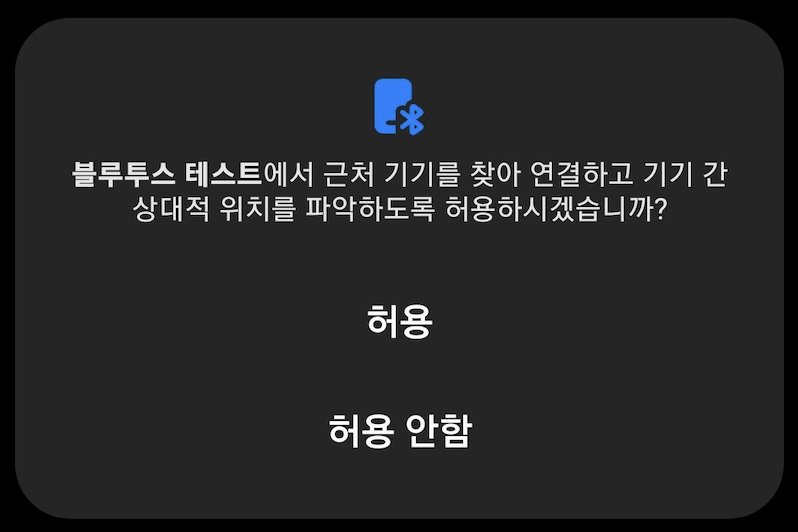 블루투스 테스트에서 근처 기기를 찾아 연결하고 기기 간
상대적 위치를 파악하도록 허용하시겠습니까?
허용
허용 안함